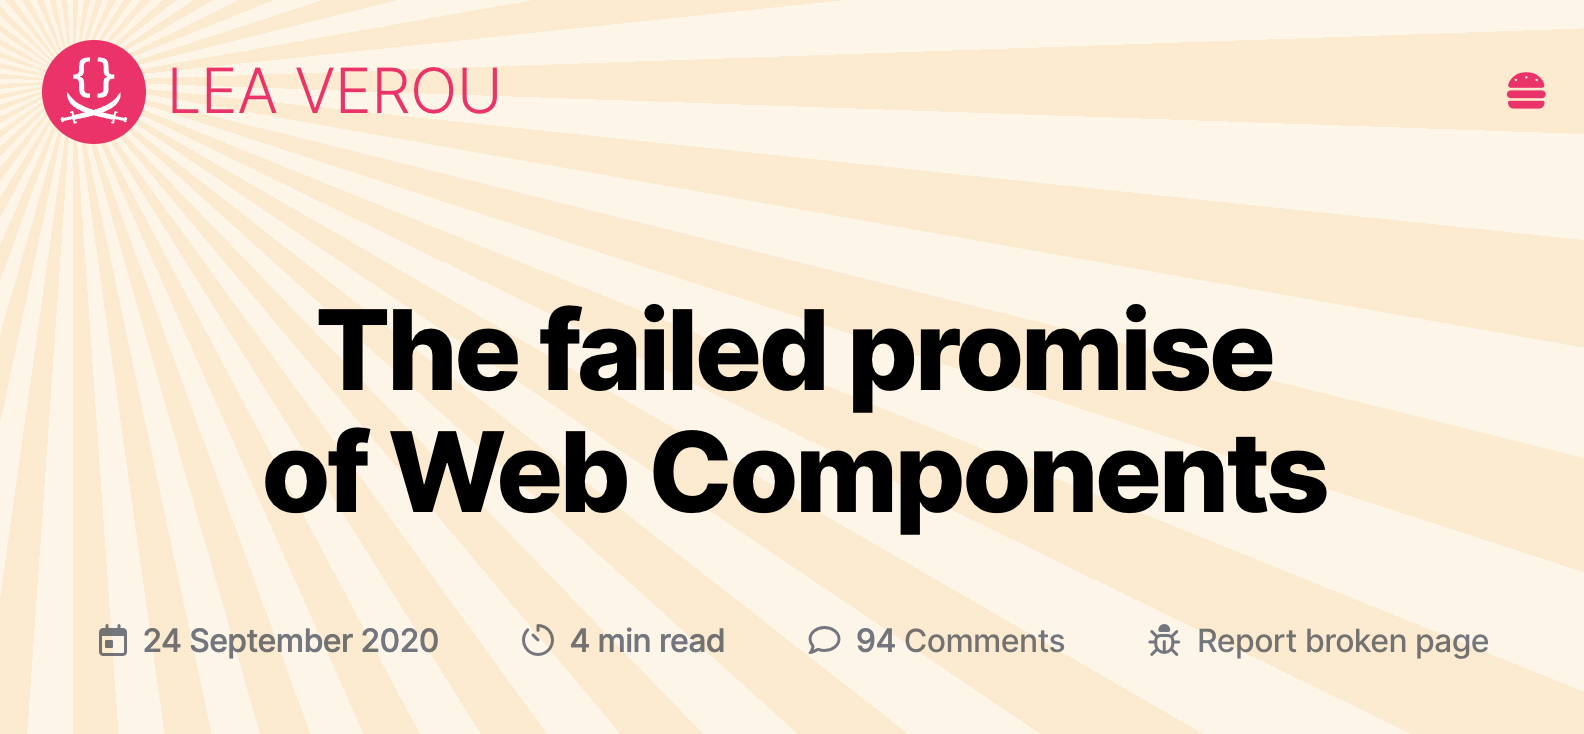 {}
LEA VEROU
The failed promise
of Web Components
24 September 2020
4 min read
94 Comments
Report broken page